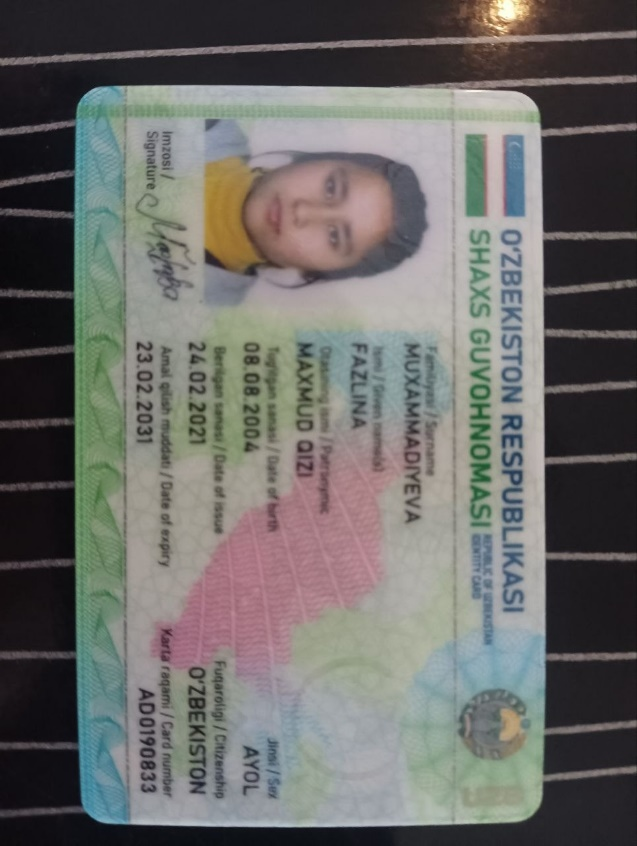 O'ZBEKISTON RESPUBLIKASI
SHAXS GUVOHNOMASI
REPUBLIC OF UZBEKISTAN
IDENTITY CARD
Familiyasi / Surname
MUXAMMADIYEVA
Ismi / Given name(s)
FAZLINA
Otasining ismi / Patronymic
MAXMUD QIZI
Tug'ilgan sanasi / Date of birth
08.08.2004
Jinsi / Sex
AYOL
Berilgan sanasi / Date of issue
24.02.2021
Fuqaroligi / Citizenship
O'ZBEKISTON
Amal qilish muddati / Date of expiry
23.02.2031
Karta raqami / Card number
AD0190833
Imzosi /
Signature